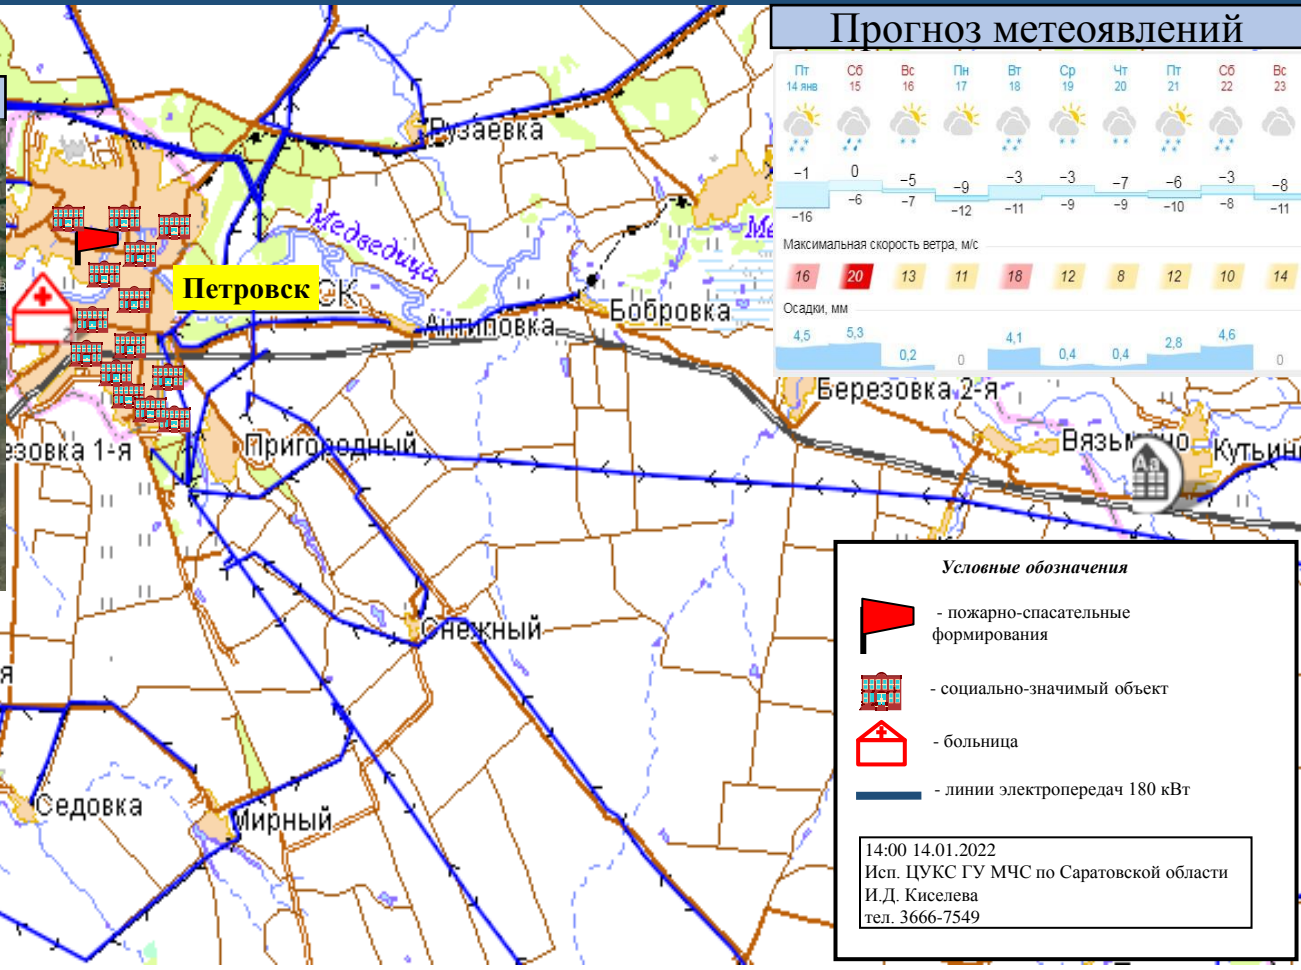 Прогноз метеоявлений
Пт Сб Вс Пн Вт Ср Чт Пт Сб Вс
14 янв 15 16 17 18 19 20 21 22 23
−1 0 −5 −9 −3 −3 −7 −6 −3 −8
−16 −6 −7 −12 −11 −9 −9 −10 −8 −11
Максимальная скорость ветра, м/с
16 20 13 11 18 12 8 12 10 14
Осадки, мм
4,5 5,3 0,2 0 4,1 0,4 0,4 2,8 4,6 0
Рузаевка
Медведица
Ме
Петровск
СК
Бобровка
Антиповка
Березовка 2-я
езовка 1-я
Пригородный
Кутьин
Аа
Снежный
я
Седовка
Мирный
Условные обозначения
- пожарно-спасательные
формирования
- социально-значимый объект
- больница
- линии электропередач 180 кВт
14:00 14.01.2022
Исп. ЦУКС ГУ МЧС по Саратовской области
И.Д. Киселева
тел. 3666-7549